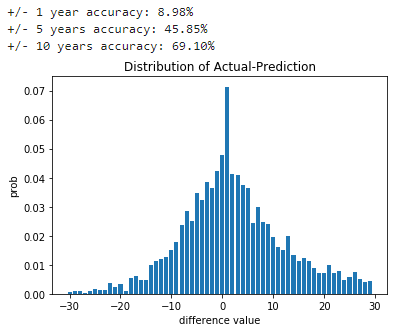 +/- 1 year accuracy: 8.98%
+/- 5 years accuracy: 45.85%
+/- 10 years accuracy: 69.10%
Distribution of Actual-Prediction
0.07
0.06
0.05
0.04
0.03
0.02
0.01
0.00
prob
−30 −20 −10 0 10 20 30
difference value